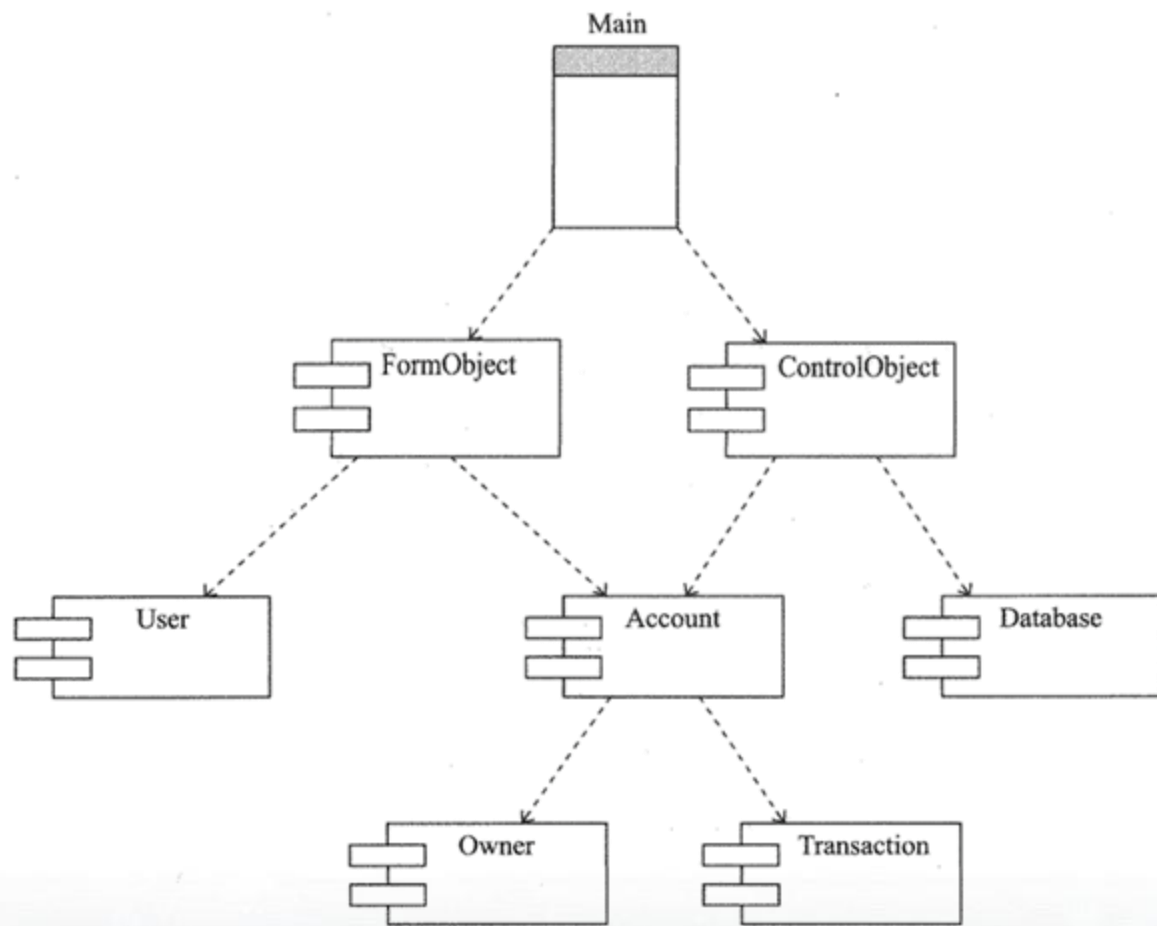 Main
FormObject
ControlObject
User
Account
Database
Owner
Transaction